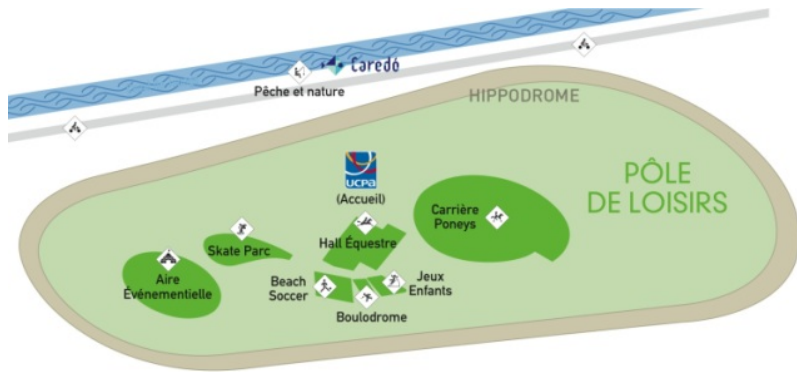 Caredó
Pêche et nature
HIPPODROME
UCPA
(Accueil)
PÔLE
DE LOISIRS
Carrière
Poneys
Skate Parc
Hall Équestre
Aire
Événementielle
Beach
Soccer
Jeux
Enfants
Boulodrome